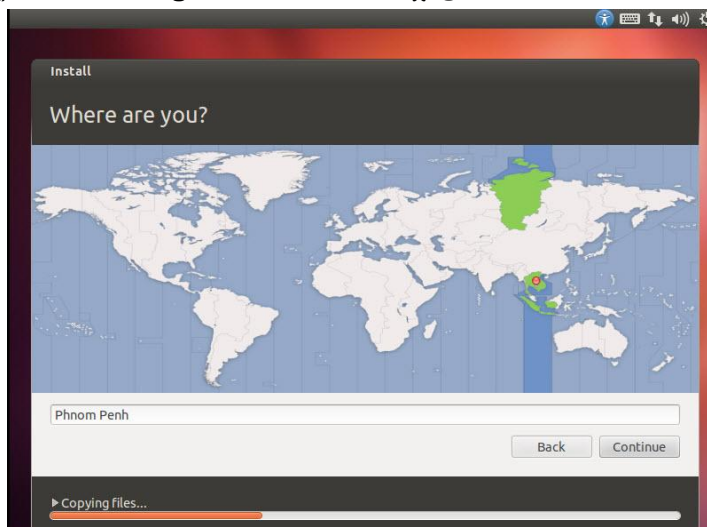 Install
Where are you?
Phnom Penh
Back Continue
Copying files...